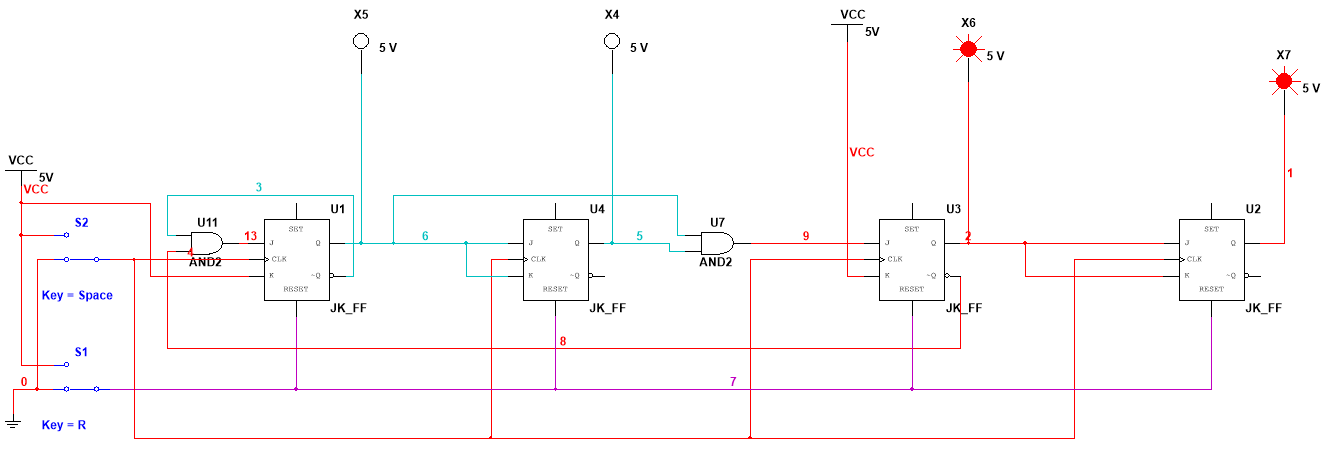 X5
5 V
X4
5 V
VCC
5V
X6
5 V
X7
5 V
VCC
5V
VCC
S2
Key = Space
S1
0
Key = R
3
U11
4
AND2
13
U1
SET
J
Q
CLK
K
~Q
RESET
JK_FF
6
U4
SET
J
Q
CLK
K
~Q
RESET
JK_FF
5
U7
AND2
9
VCC
U3
SET
J
Q
CLK
K
~Q
RESET
JK_FF
2
U2
SET
J
Q
CLK
K
~Q
RESET
JK_FF
1
8
7